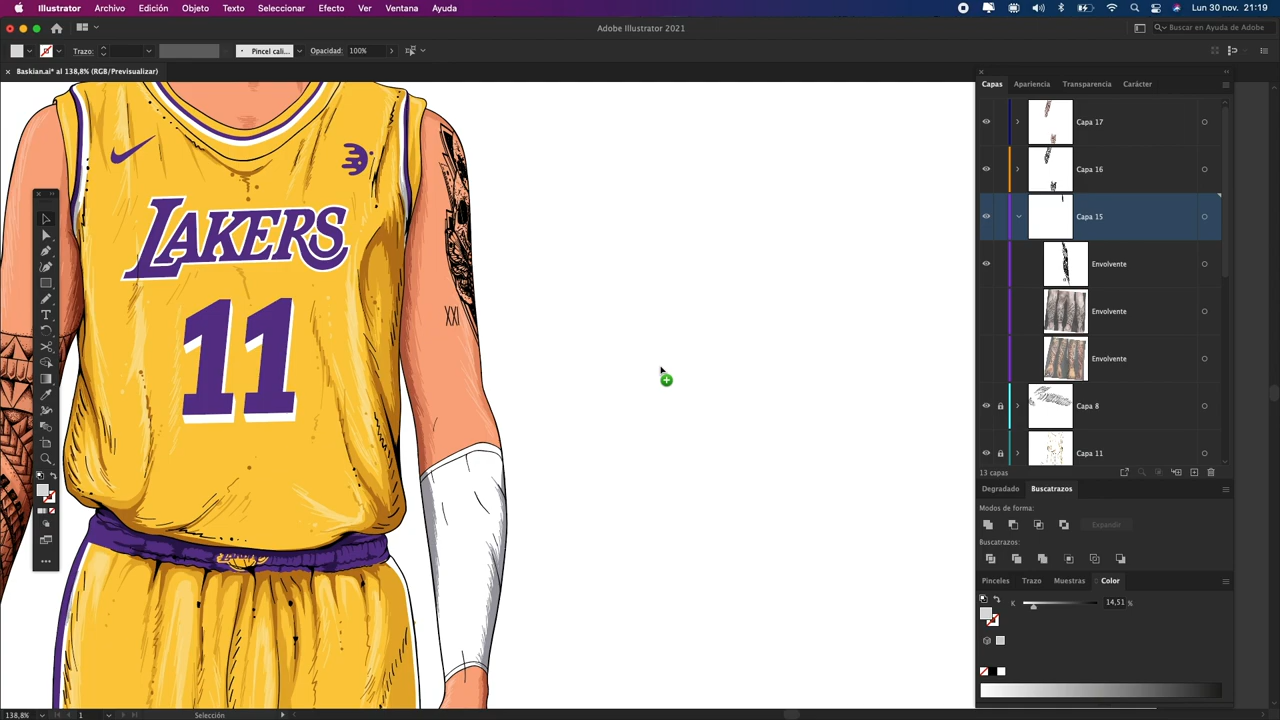 Illustrator Archivo Edición Objeto Texto Seleccionar Efecto Ver Ventana Ayuda Lun 30 nov. 21:19
Adobe Illustrator 2021 Buscar en Ayuda de Adobe
Trazo: Pincel cali... Opacidad: 100%
Baskian.ai* al 138,8% (RGB/Previsualizar)
Capas Apariencia Transparencia Carácter
Capa 17
Capa 16
Capa 15
Envolvente
Envolvente
Envolvente
Capa 8
Capa 11
13 capas
LAKERS
11
XXI
Degradado Buscatrazos
Modos de forma:
Expandir
Buscatrazos:
Pinceles Trazo Muestras Color
K 14,51 %
138,8% 1 Selección